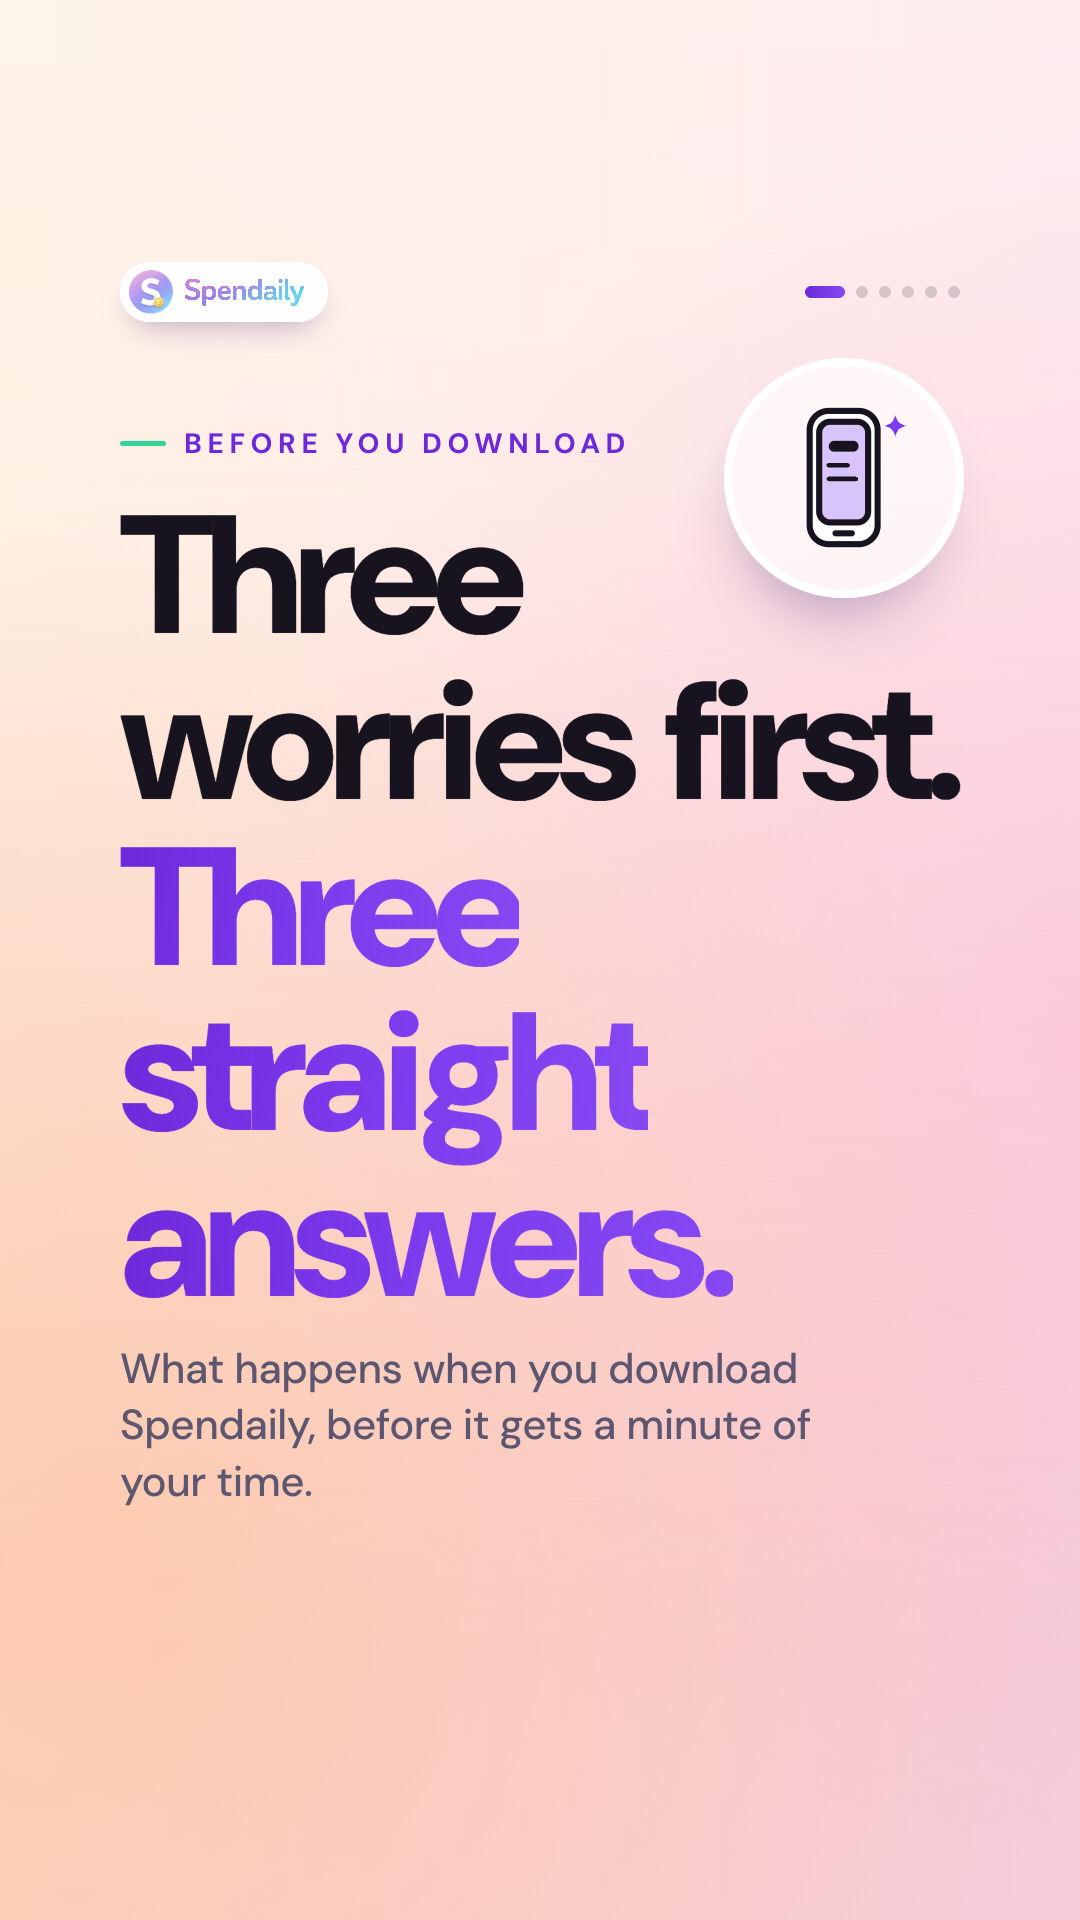 Spendaily
BEFORE YOU DOWNLOAD
Three
worries first.
Three
straight
answers.
What happens when you download
Spendaily, before it gets a minute of
your time.